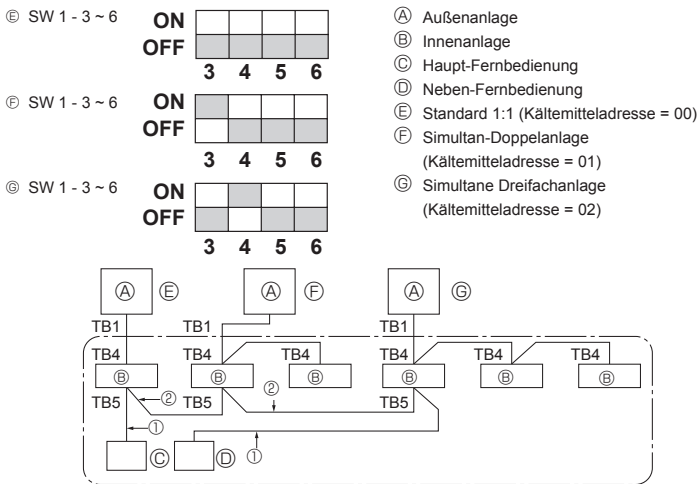 Ⓔ SW 1 - 3 ~ 6
ON
OFF
3 4 5 6
Ⓕ SW 1 - 3 ~ 6
ON
OFF
3 4 5 6
Ⓖ SW 1 - 3 ~ 6
ON
OFF
3 4 5 6
Ⓐ Außenanlage
Ⓑ Innenanlage
Ⓒ Haupt-Fernbedienung
Ⓓ Neben-Fernbedienung
Ⓔ Standard 1:1 (Kältemitteladresse = 00)
Ⓕ Simultan-Doppelanlage
(Kältemitteladresse = 01)
Ⓖ Simultane Dreifachanlage
(Kältemitteladresse = 02)
Ⓐ Ⓔ Ⓐ Ⓕ Ⓐ Ⓖ
TB1 TB1 TB1
TB4 TB4 TB4 TB4 TB4 TB4
Ⓑ Ⓑ Ⓑ Ⓑ Ⓑ Ⓑ
TB5 ② TB5 ② TB5
①
Ⓒ Ⓓ ①